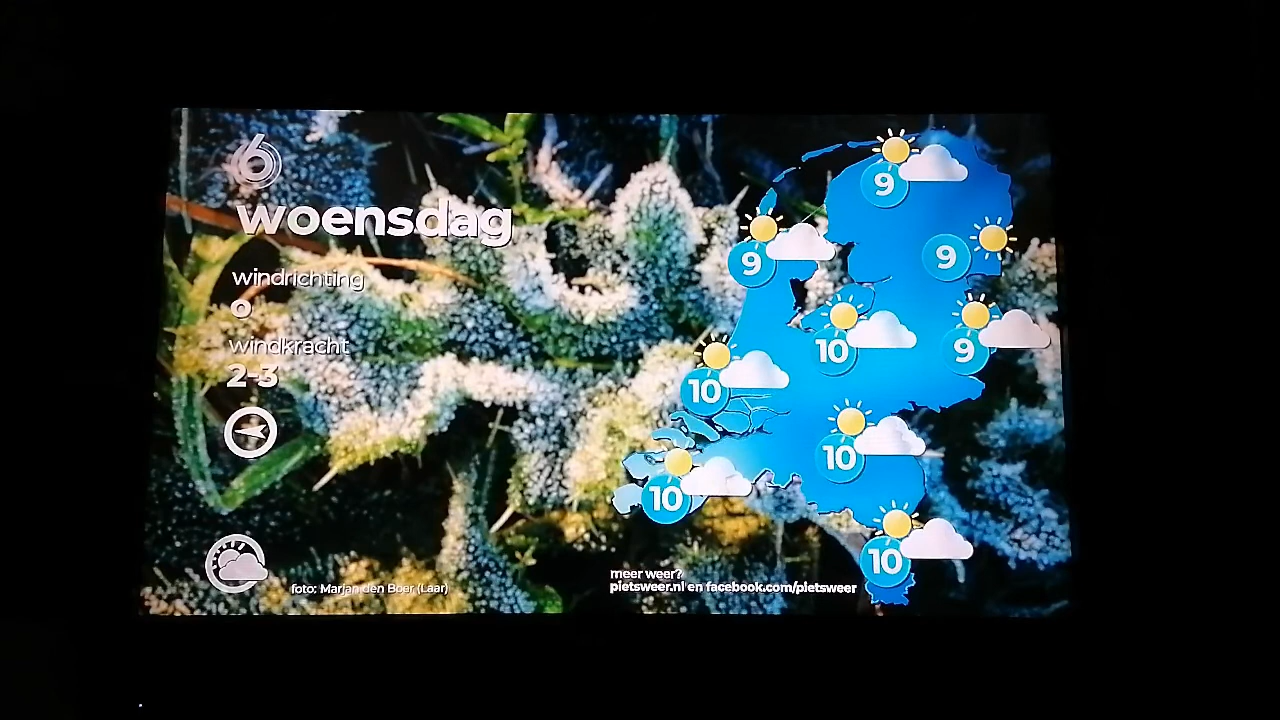 6
woensdag
windrichting
o
windkracht
2-3
foto: Marjan den Boer (Laar)
9
9
9
10
9
10
10
10
10
meer weer?
pietsweer.nl en facebook.com/pietsweer